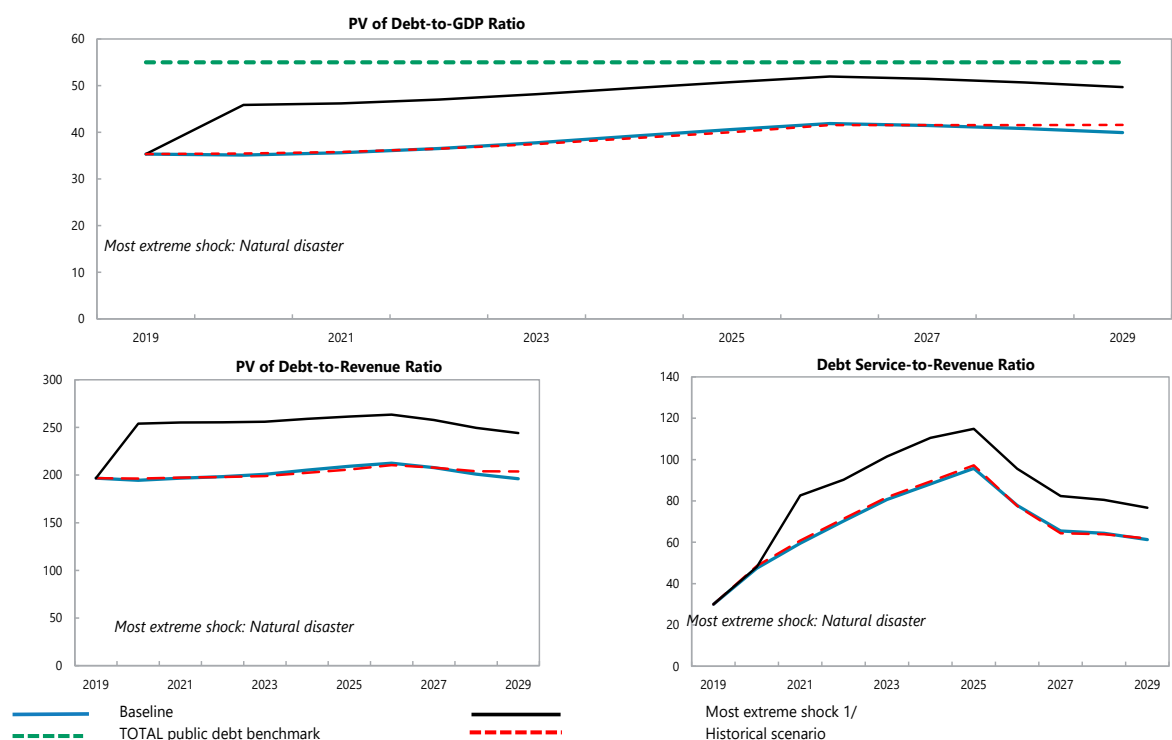 PV of Debt-to-GDP Ratio
60
50
40
30
20
10
0
Most extreme shock: Natural disaster
2019 2021 2023 2025 2027 2029
PV of Debt-to-Revenue Ratio
300
250
200
150
100
50
0
Most extreme shock: Natural disaster
2019 2021 2023 2025 2027 2029
Debt Service-to-Revenue Ratio
140
120
100
80
60
40
20
0
Most extreme shock: Natural disaster
2019 2021 2023 2025 2027 2029
Baseline Most extreme shock 1/
TOTAL public debt benchmark Historical scenario